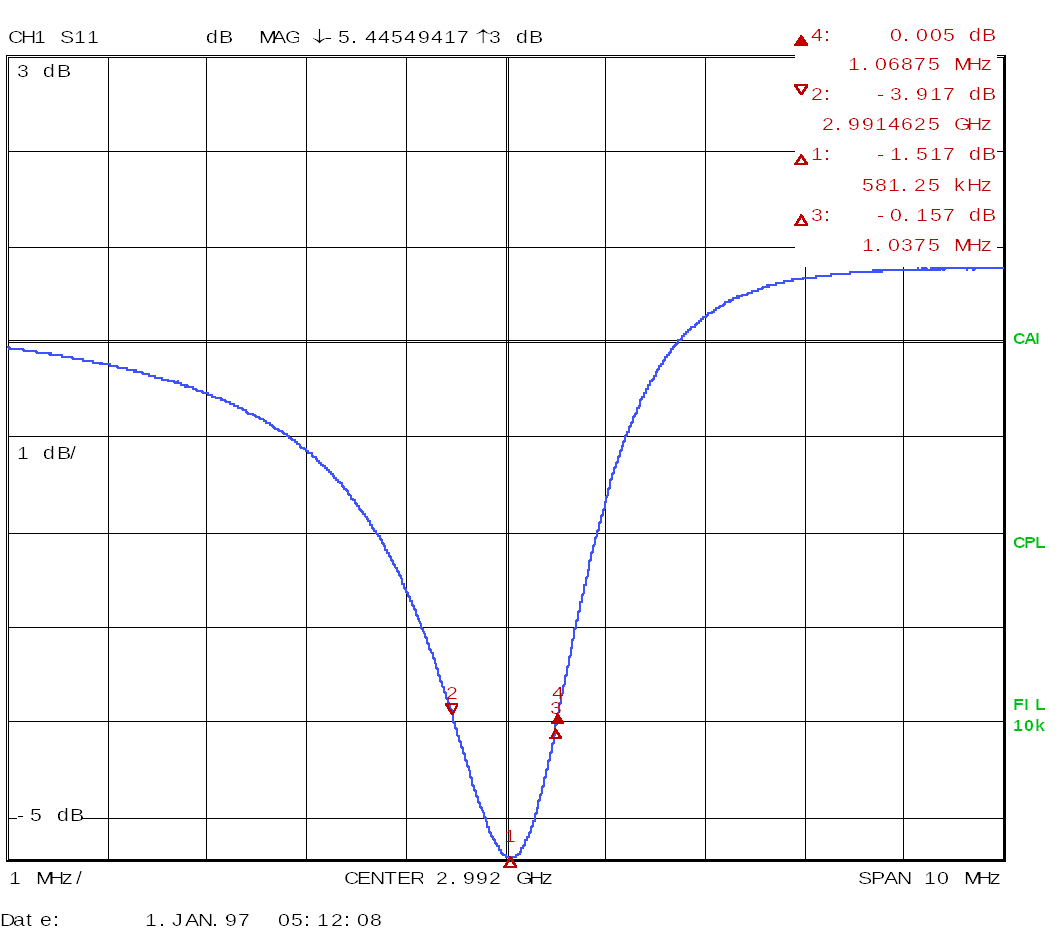 CH1 S11 dB MAG ↓-5.44549417 ↑3 dB
4: 0.005 dB
1.06875 MHz
3 dB
2: -3.917 dB
2.9914625 GHz
1: -1.517 dB
581.25 kHz
3: -0.157 dB
1.0375 MHz
CAI
1 dB/
CPL
2
4
3
FIL
10k
-5 dB
1
1 MHz/ CENTER 2.992 GHz SPAN 10 MHz
Date: 1.JAN.97 05:12:08